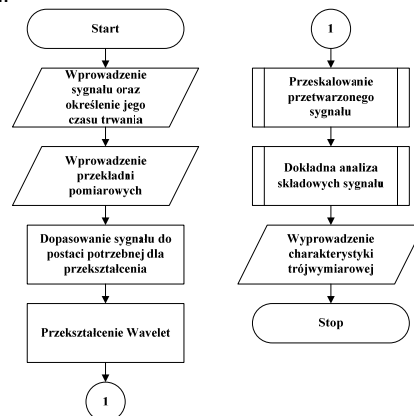 Start
Wprowadzenie
sygnału oraz
określenie jego
czasu trwania
Wprowadzenie
przekładni
pomiarowych
Dopasowanie sygnału do
postaci potrzebnej dla
przekształcenia
Przekształcenie Wavelet
1
1
Przeskalowanie
przetwarzonego
sygnału
Dokładna analiza
składowych sygnału
Wyprowadzenie
charakterystyki
trójwymiarowej
Stop